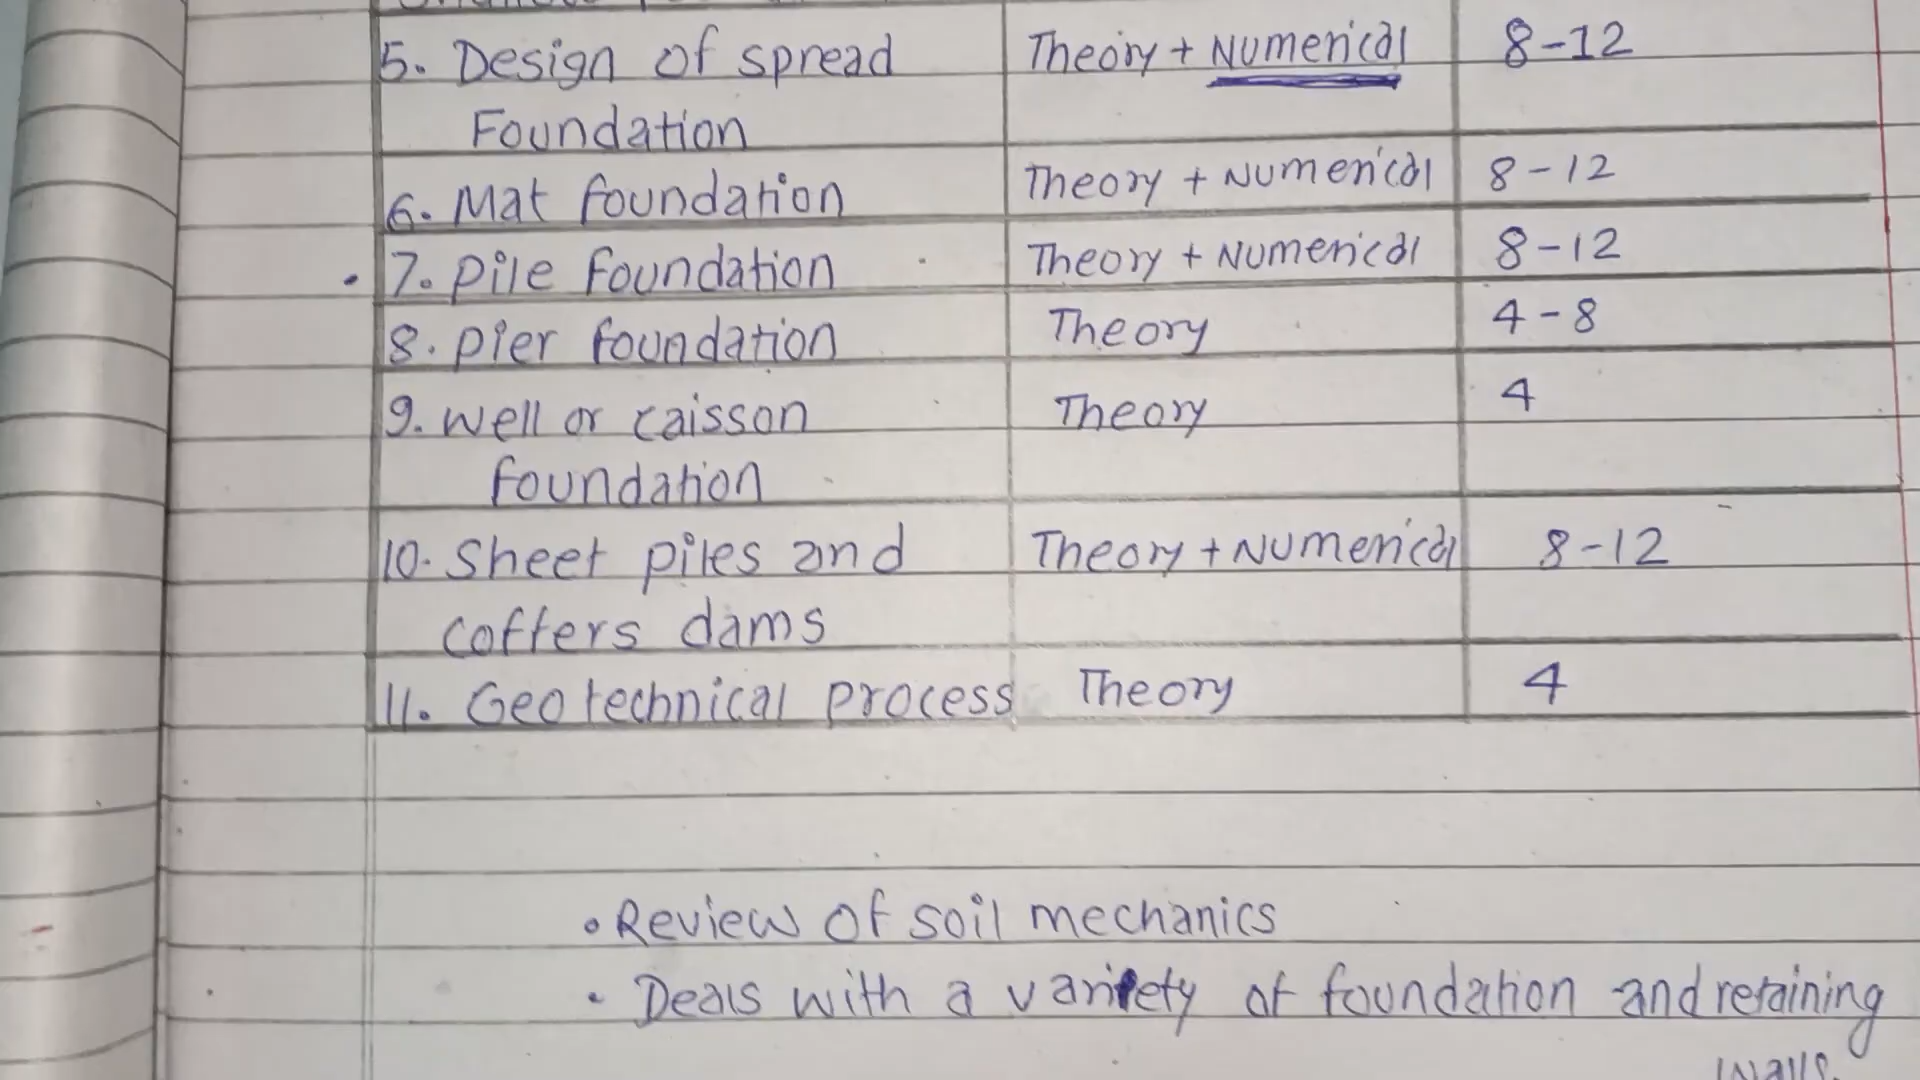 5. Design of spread Theory + Numerical 8-12
Foundation
6. Mat foundation Theory + Numerical 8-12
7. pile foundation Theory + Numerical 8-12
8. pier foundation Theory 4-8
9. well or caisson Theory 4
foundation
10. Sheet piles and Theory + Numerical 8-12
coffers dams
11. Geotechnical process Theory 4
• Review of soil mechanics
• Deals with a variety of foundation and retaining
walls.